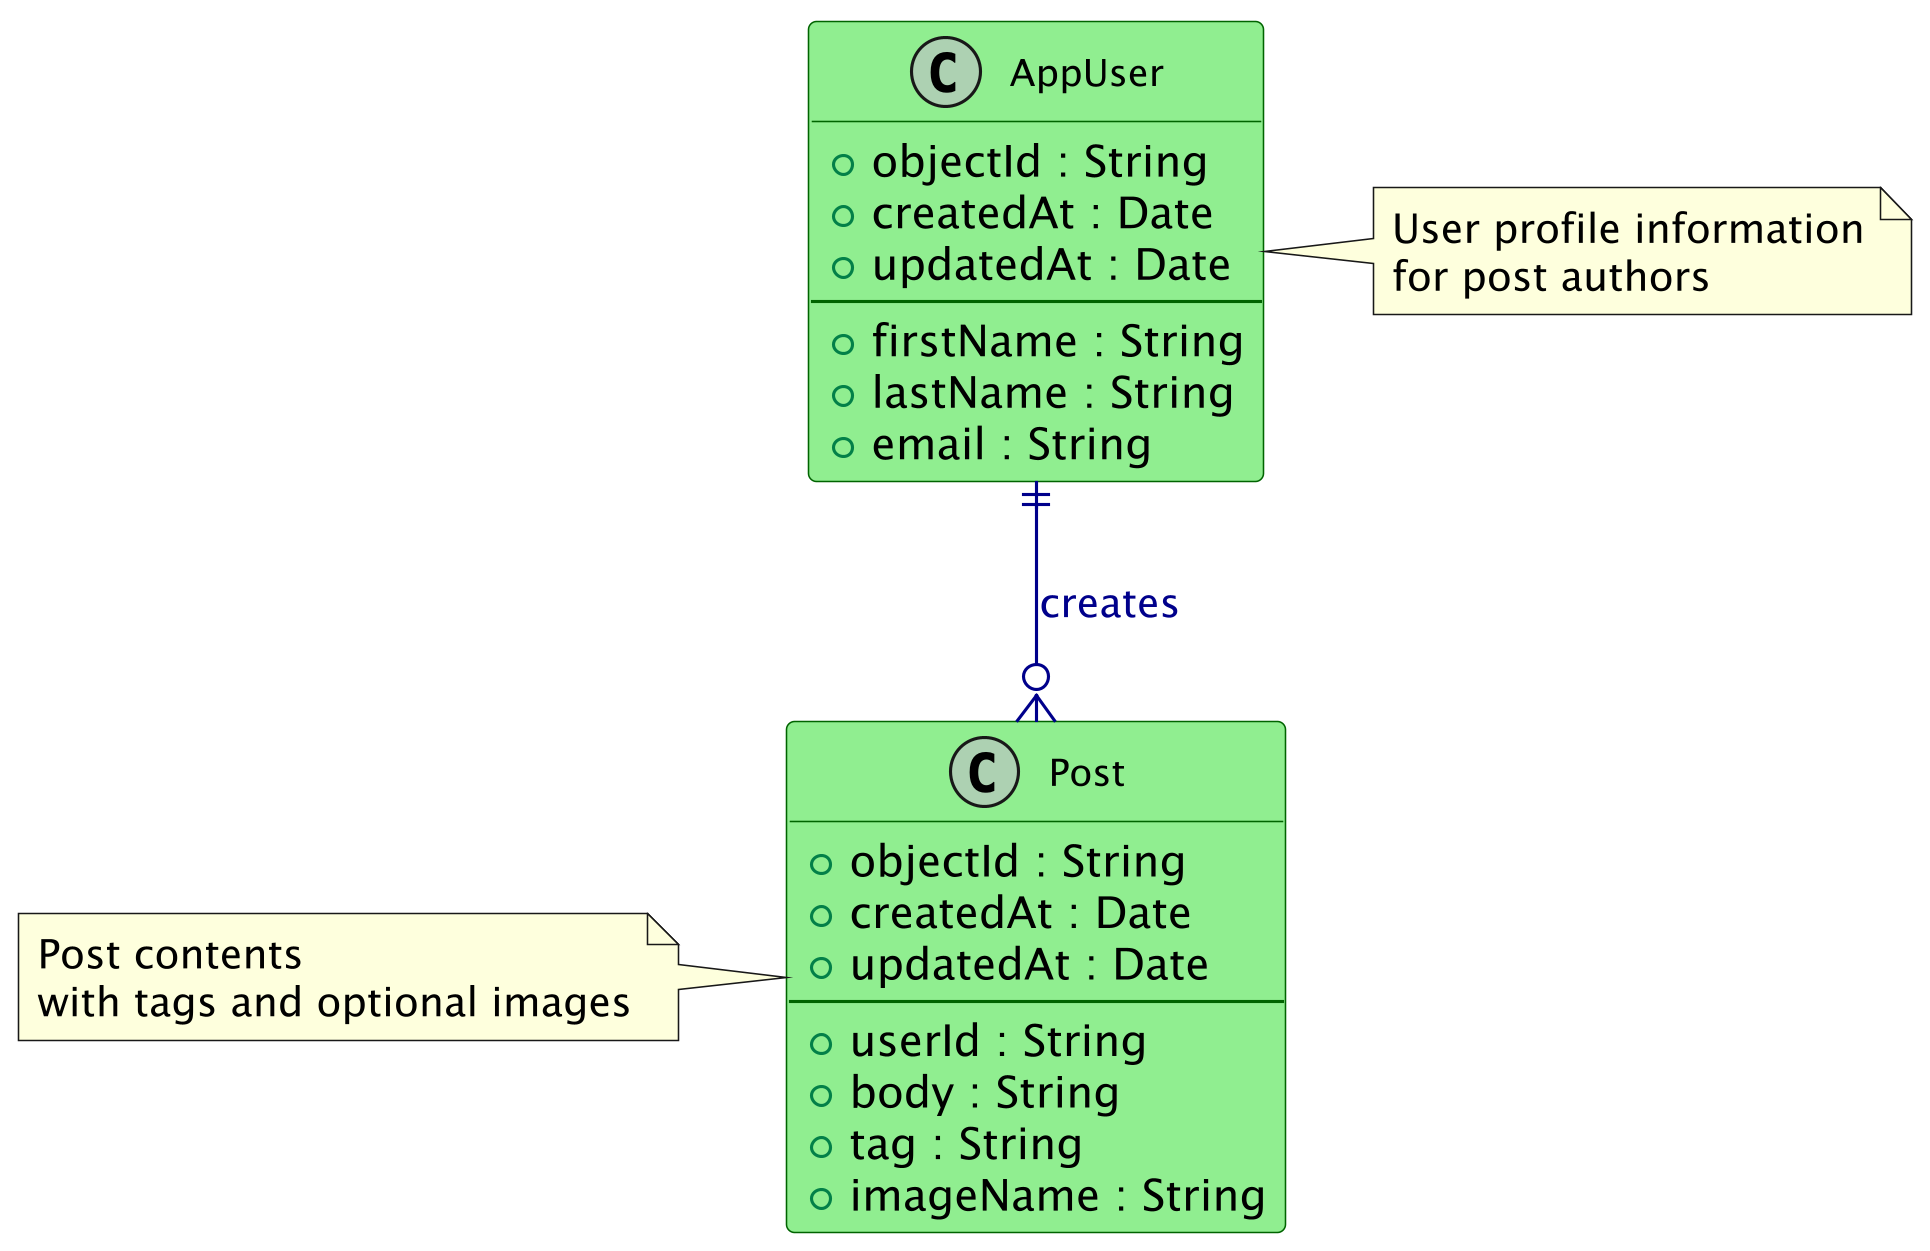 C AppUser
objectId : String
createdAt : Date
updatedAt : Date
firstName : String
lastName : String
email : String
User profile information
for post authors
creates
C Post
objectId : String
createdAt : Date
updatedAt : Date
userId : String
body : String
tag : String
imageName : String
Post contents
with tags and optional images